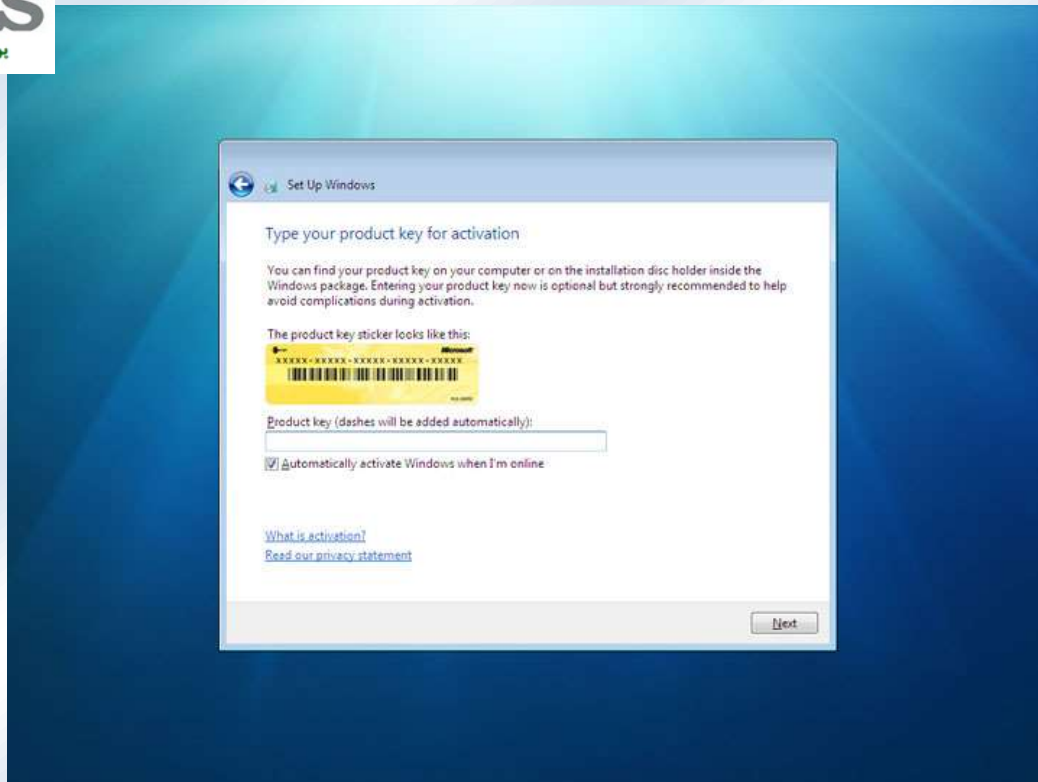 S
Set Up Windows
Type your product key for activation
You can find your product key on your computer or on the installation disc holder inside the
Windows package. Entering your product key now is optional but strongly recommended to help
avoid complications during activation.
The product key sticker looks like this:
Microsoft
XXXXX-XXXXX-XXXXX-XXXXX-XXXXX
Product key (dashes will be added automatically):
Automatically activate Windows when I'm online
What is activation?
Read our privacy statement
Next